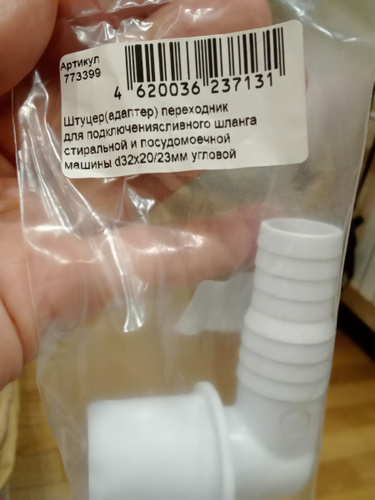 Артикул
773399
4 620036 237131
Штуцер(адаптер) переходник
для подключениясливного шланга
стиральной и посудомоечной
машины d32x20/23мм угловой